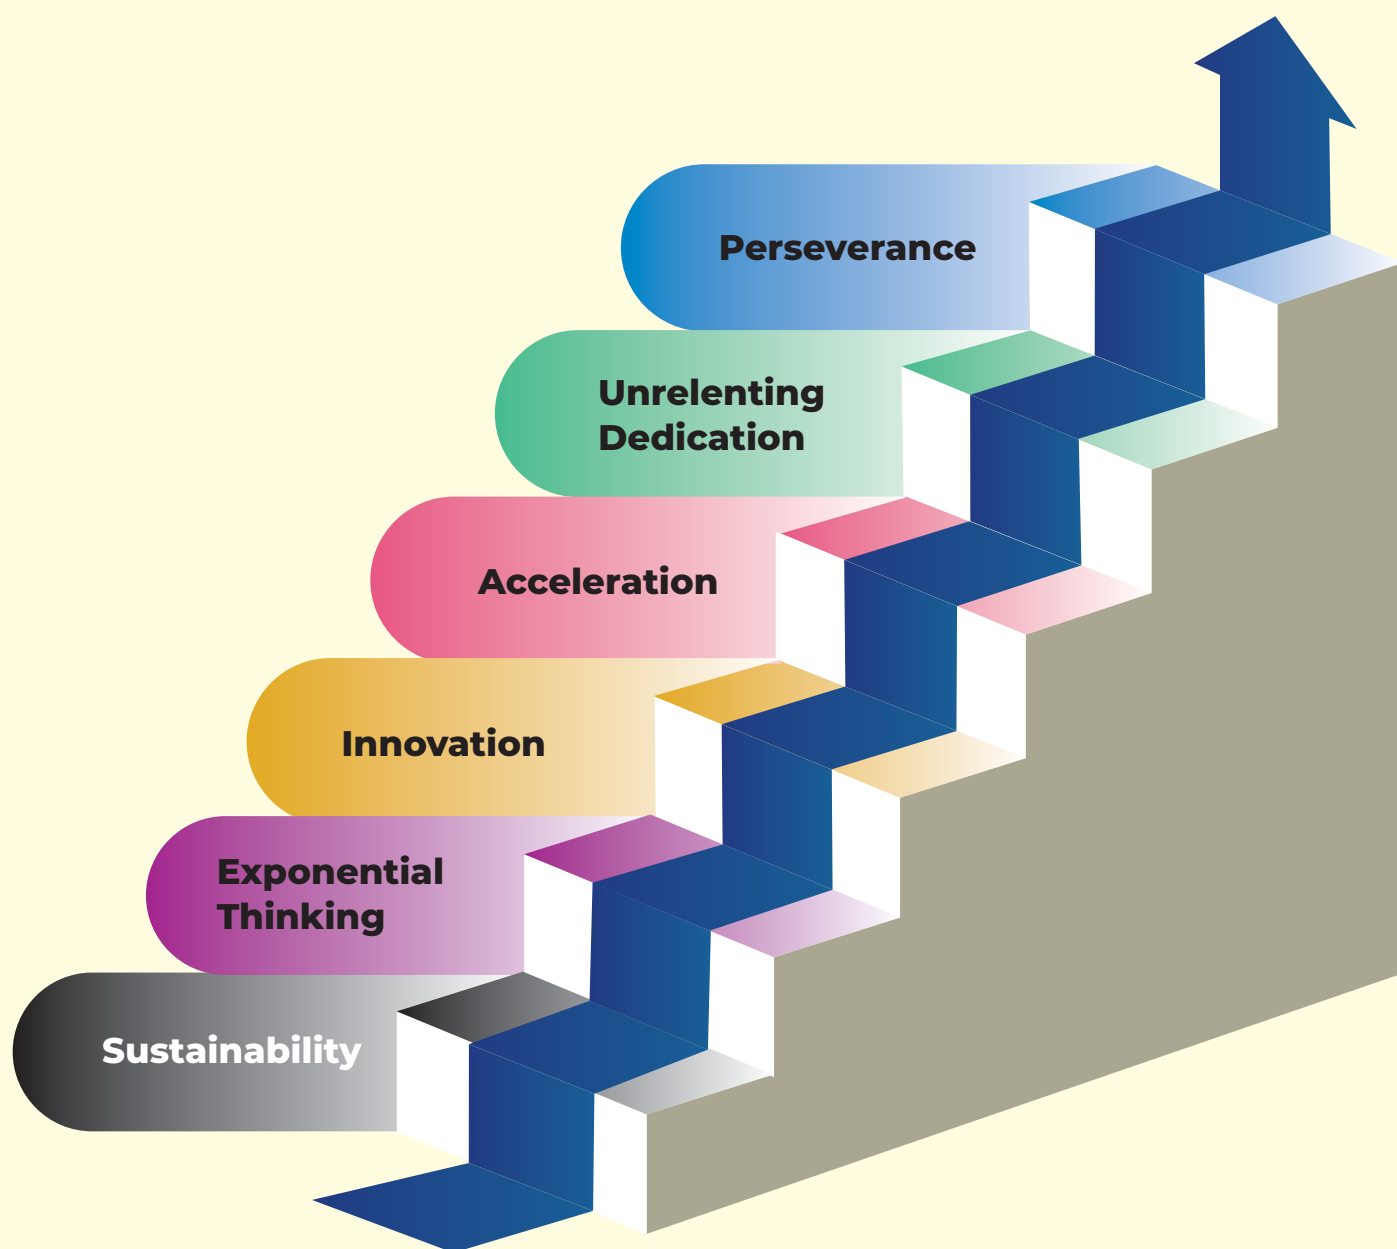 Perseverance
Unrelenting
Dedication
Acceleration
Innovation
Exponential
Thinking
Sustainability